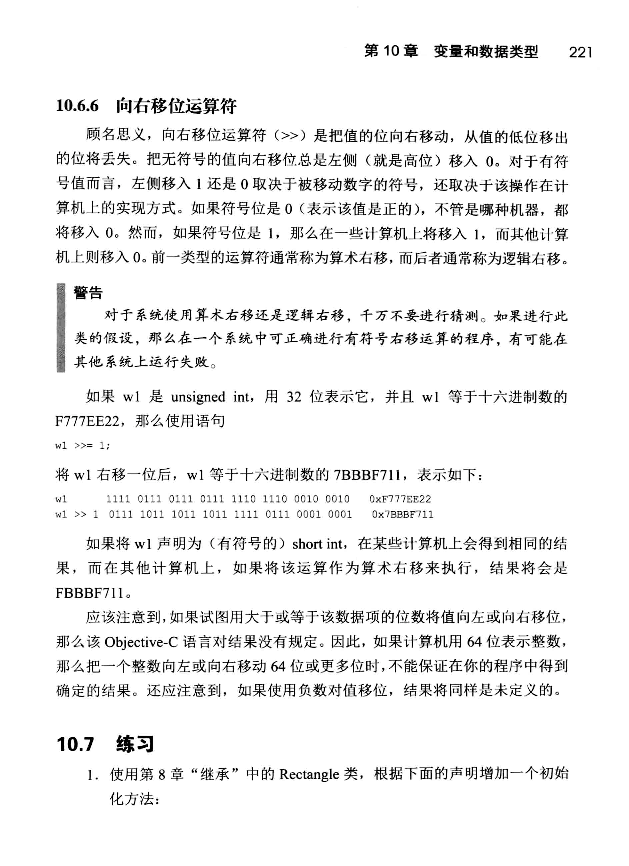 第 10 章 变量和数据类型 221
10.6.6 向右移位运算符
顾名思义，向右移位运算符（>>）是把值的位向右移动，从值的低位移出
的位将丢失。把无符号的值向右移位总是左侧（就是高位）移入 0。对于有符
号值而言，左侧移入 1 还是 0 取决于被移动数字的符号，还取决于该操作在计
算机上的实现方式。如果符号位是 0（表示该值是正的），不管是哪种机器，都
将移入 0。然而，如果符号位是 1，那么在一些计算机上将移入 1，而其他计算
机上则移入 0。前一类型的运算符通常称为算术右移，而后者通常称为逻辑右移。
警告
对于系统使用算术右移还是逻辑右移，千万不要进行猜测。如果进行此
类的假设，那么在一个系统中可正确进行有符号右移运算的程序，有可能在
其他系统上运行失败。
如果 w1 是 unsigned int，用 32 位表示它，并且 w1 等于十六进制数的
F777EE22，那么使用语句
w1 >>= 1;
将 w1 右移一位后，w1 等于十六进制数的 7BBBF711，表示如下：
w1 1111 0111 0111 0111 1110 1110 0010 0010 0xF777EE22
w1 >> 1 0111 1011 1011 1011 1111 0111 0001 0001 0x7BBBF711
如果将 w1 声明为（有符号的）short int，在某些计算机上会得到相同的结
果，而在其他计算机上，如果将该运算作为算术右移来执行，结果将会是
FBBBF711。
应该注意到，如果试图用大于或等于该数据项的位数将值向左或向右移位，
那么该 Objective-C 语言对结果没有规定。因此，如果计算机用 64 位表示整数，
那么把一个整数向左或向右移动 64 位或更多位时，不能保证在你的程序中得到
确定的结果。还应注意到，如果使用负数对值移位，结果将同样是未定义的。
10.7 练习
1．使用第 8 章“继承”中的 Rectangle 类，根据下面的声明增加一个初始
化方法：